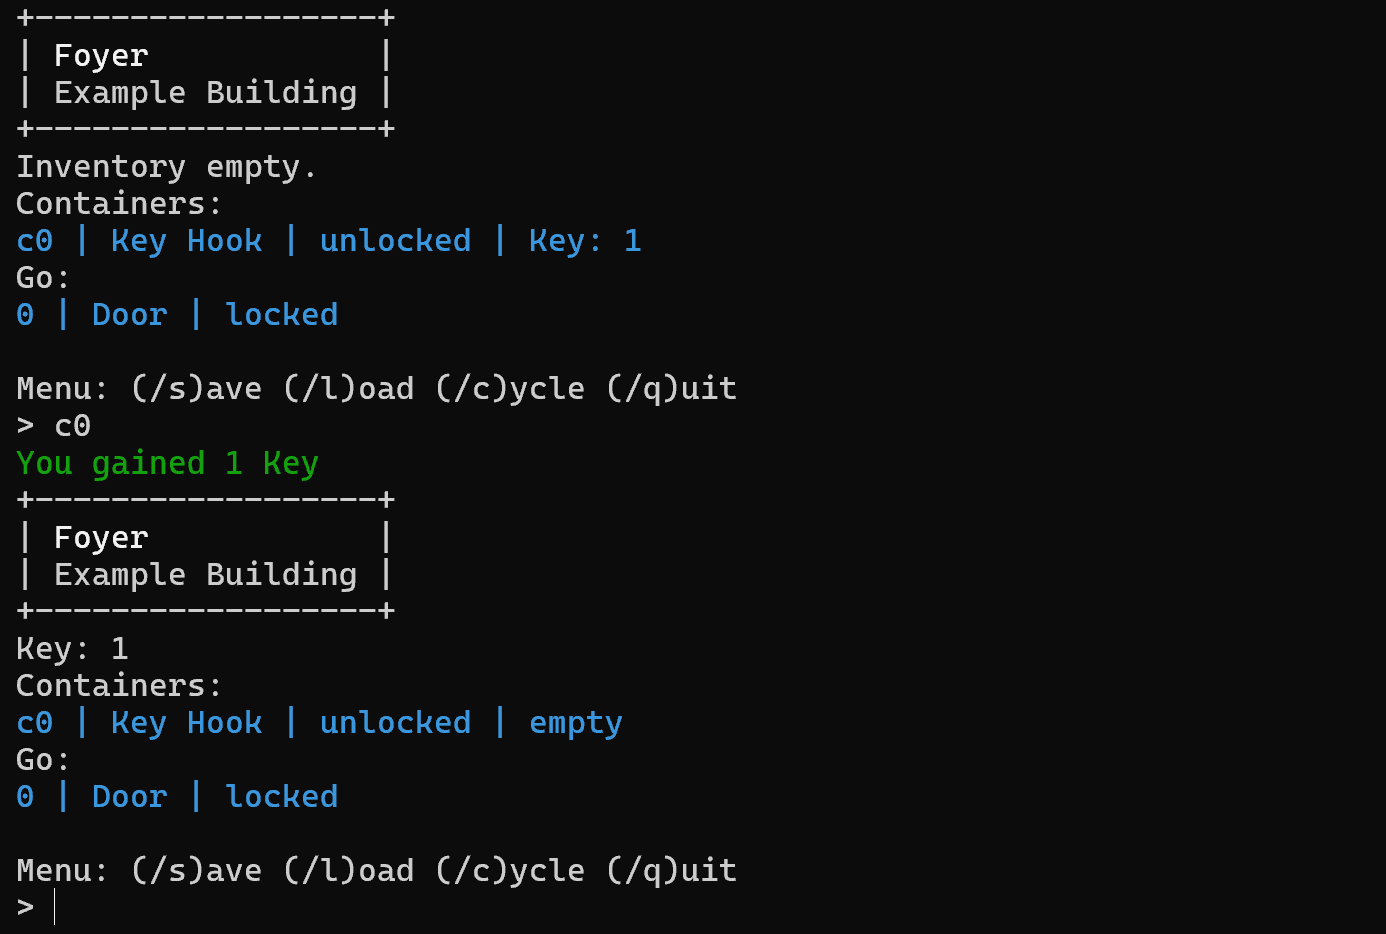 +------------------+
| Foyer            |
| Example Building |
+------------------+
Inventory empty.
Containers:
c0 | Key Hook | unlocked | Key: 1
Go:
0 | Door | locked

Menu: (/s)ave (/l)oad (/c)ycle (/q)uit
> c0
You gained 1 Key
+------------------+
| Foyer            |
| Example Building |
+------------------+
Key: 1
Containers:
c0 | Key Hook | unlocked | empty
Go:
0 | Door | locked

Menu: (/s)ave (/l)oad (/c)ycle (/q)uit
>